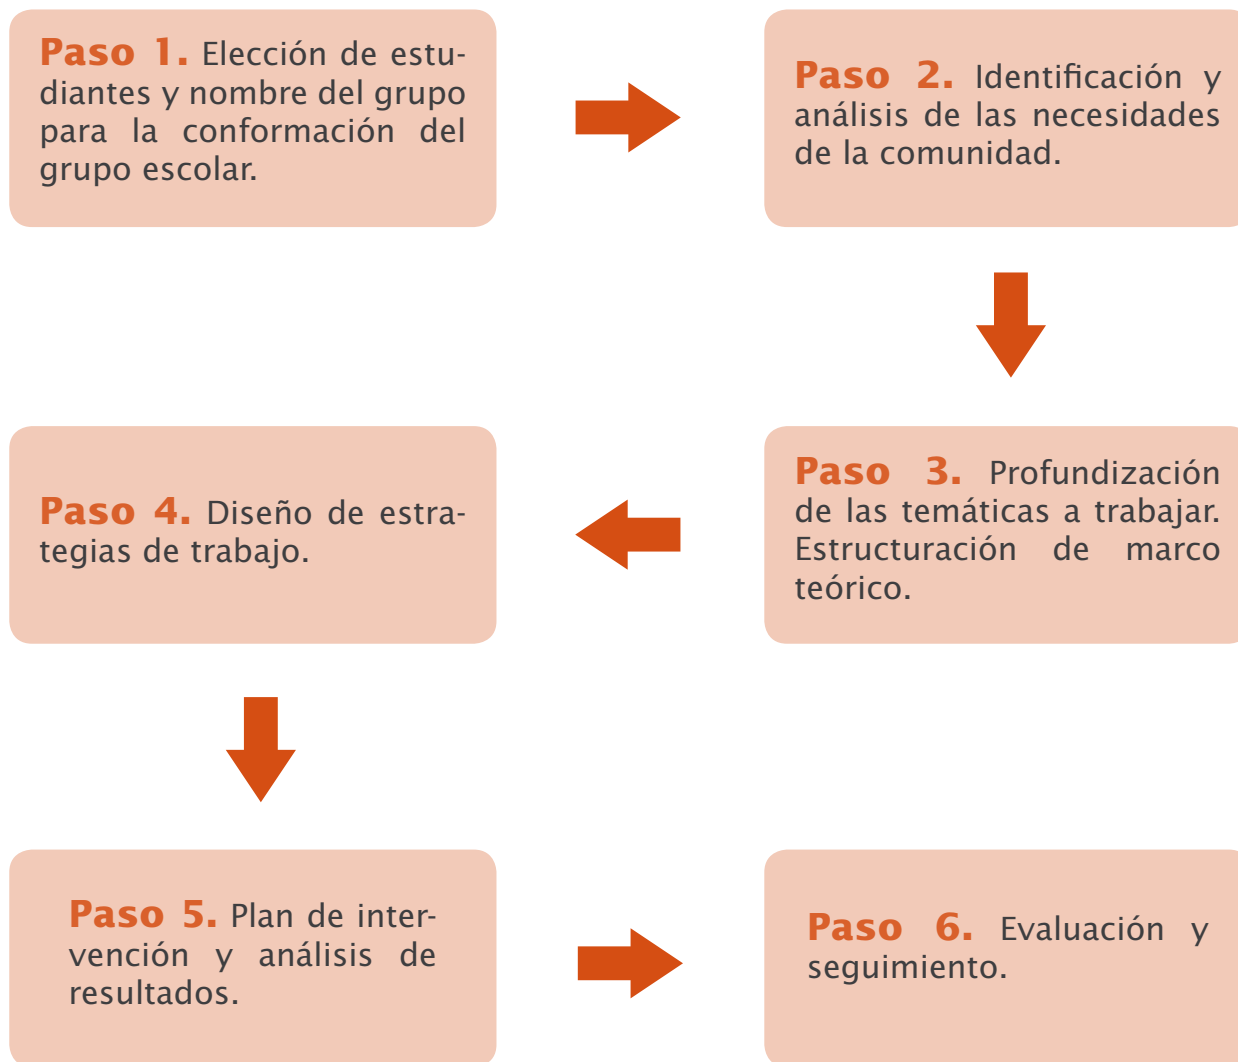 Paso 1. Elección de estu-
diantes y nombre del grupo
para la conformación del
grupo escolar.
Paso 2. Identificación y
análisis de las necesidades
de la comunidad.
Paso 3. Profundización
de las temáticas a trabajar.
Estructuración de marco
teórico.
Paso 4. Diseño de estra-
tegias de trabajo.
Paso 5. Plan de inter-
vención y análisis de
resultados.
Paso 6. Evaluación y
seguimiento.